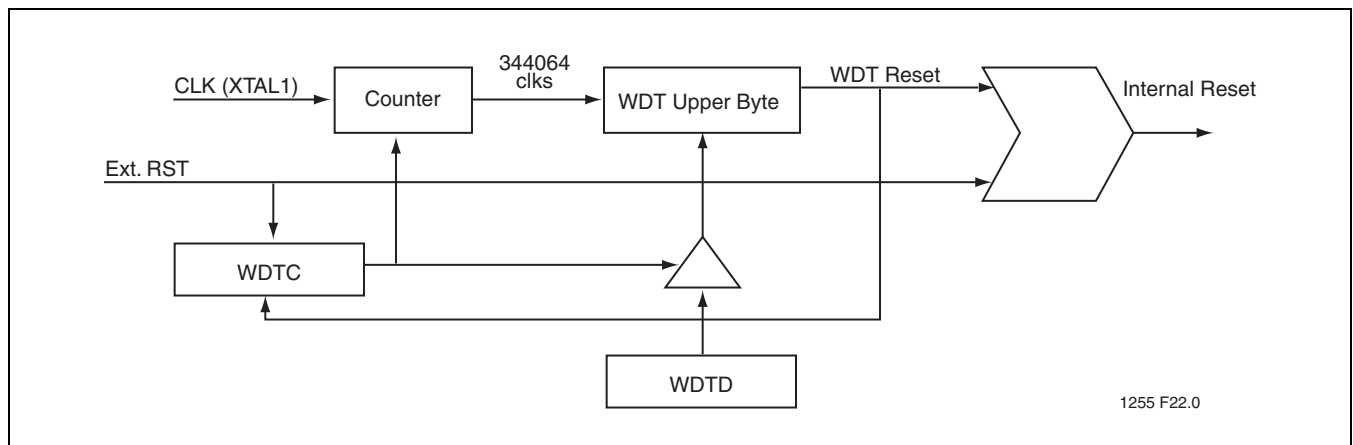 344064
clks
CLK (XTAL1)
Counter
WDT Upper Byte
WDT Reset
Internal Reset
Ext. RST
WDTC
WDTD
1255 F22.0